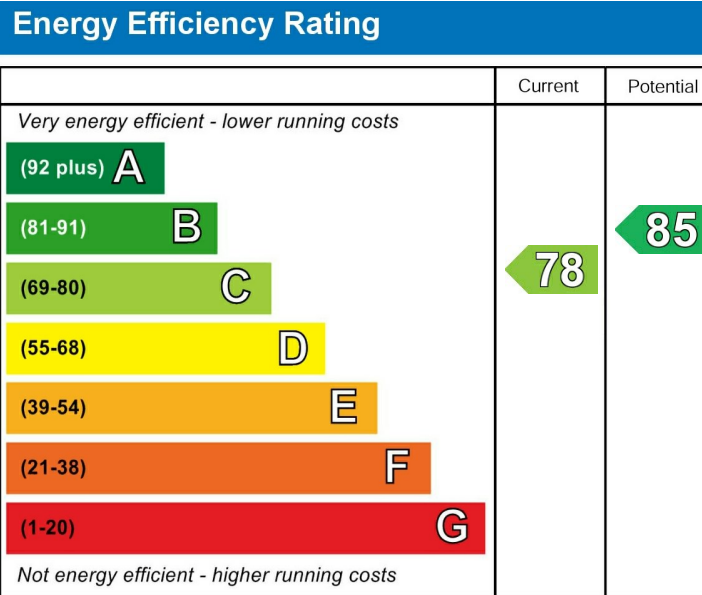 Energy Efficiency Rating
Current Potential
Very energy efficient - lower running costs
(92 plus) A
(81-91) B
85
(69-80) C
78
(55-68) D
(39-54) E
(21-38) F
(1-20) G
Not energy efficient - higher running costs